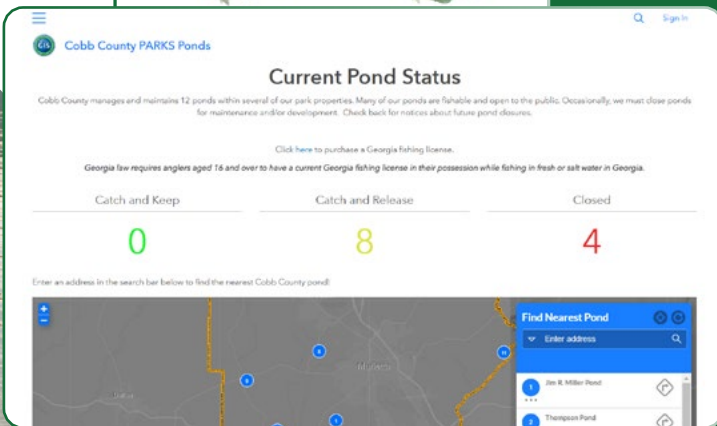 Sign In
GIS
Cobb County PARKS Ponds
Current Pond Status
Cobb County manages and maintains 12 ponds within several of our park properties. Many of our ponds are fishable and open to the public. Occasionally, we must close ponds
for maintenance and/or development. Check back for notices about future pond closures.
Click here to purchase a Georgia fishing license.
Georgia law requires anglers aged 16 and over to have a current Georgia fishing license in their possession while fishing in fresh or salt water in Georgia.
Catch and Keep
Catch and Release
Closed
0
8
4
Enter an address in the search bar below to find the nearest Cobb County pond!
+
−
Find Nearest Pond
Enter address
Marietta
Dallas
1 Jim R. Miller Pond
2 Thompson Pond